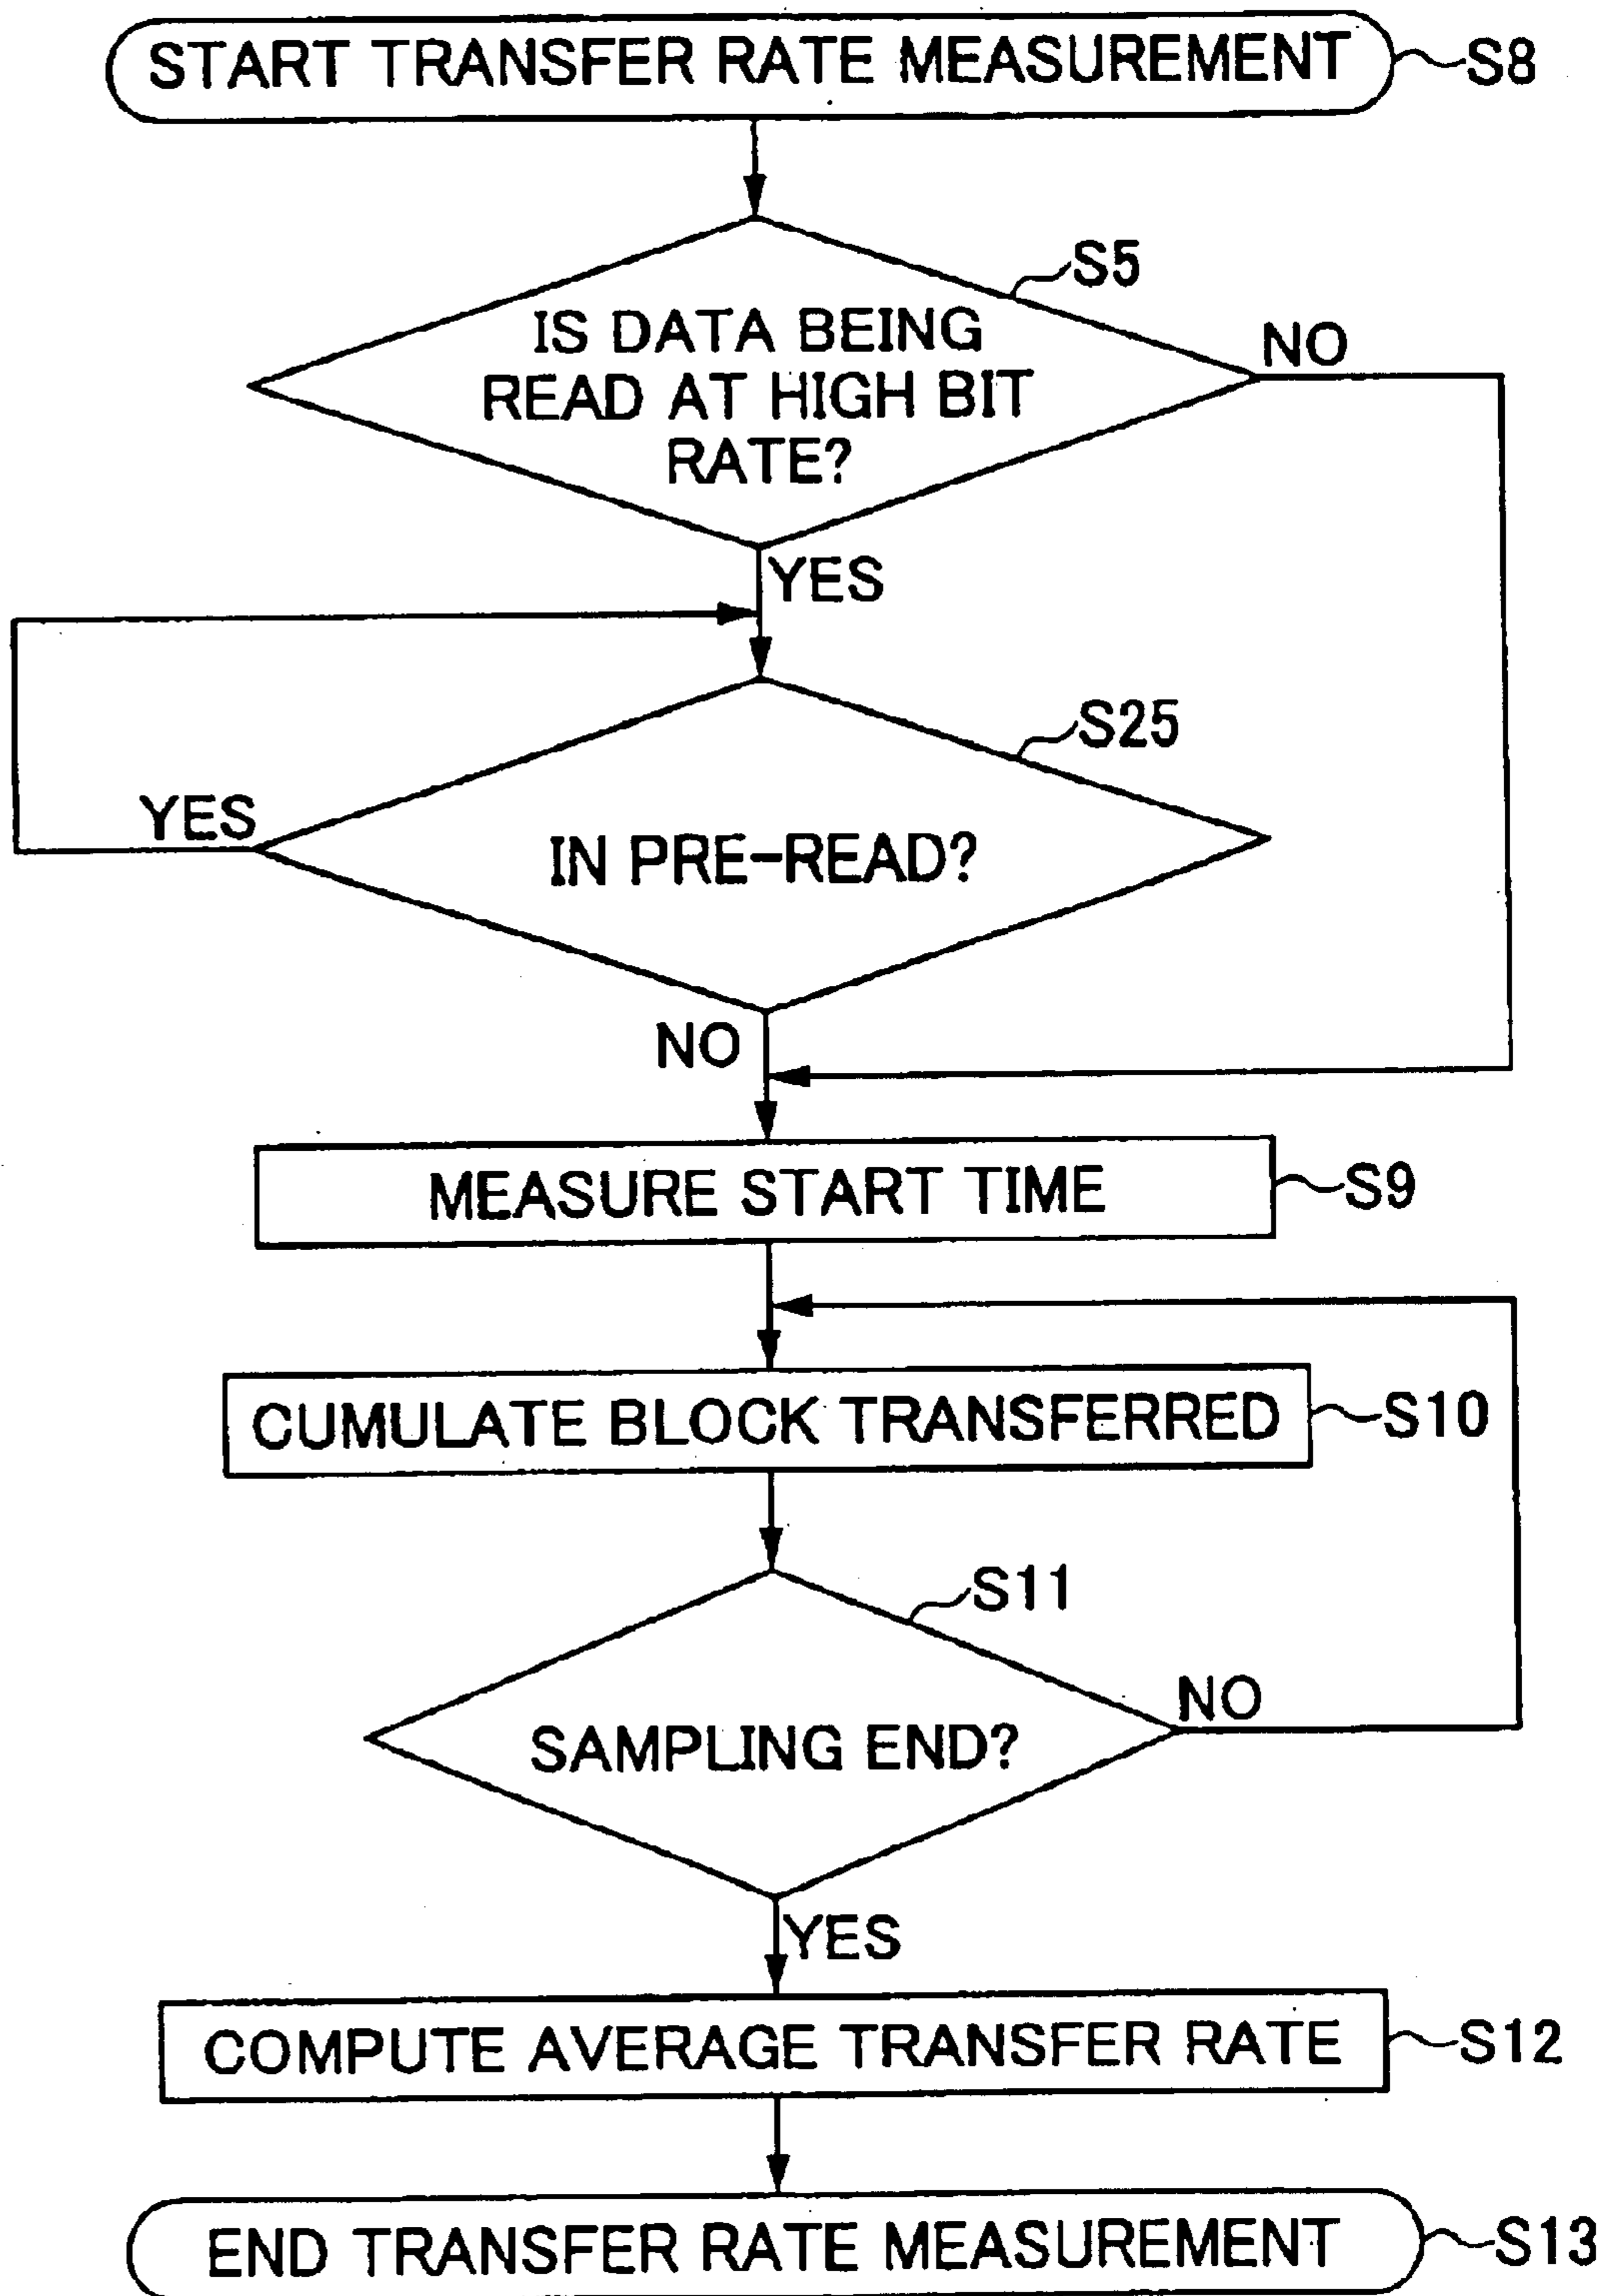 START TRANSFER RATE MEASUREMENT
S8
S5
IS DATA BEING
READ AT HIGH BIT
RATE?
NO
YES
S25
YES
IN PRE-READ?
NO
MEASURE START TIME
S9
CUMULATE BLOCK TRANSFERRED
S10
S11
NO
SAMPLING END?
YES
COMPUTE AVERAGE TRANSFER RATE
S12
END TRANSFER RATE MEASUREMENT
S13